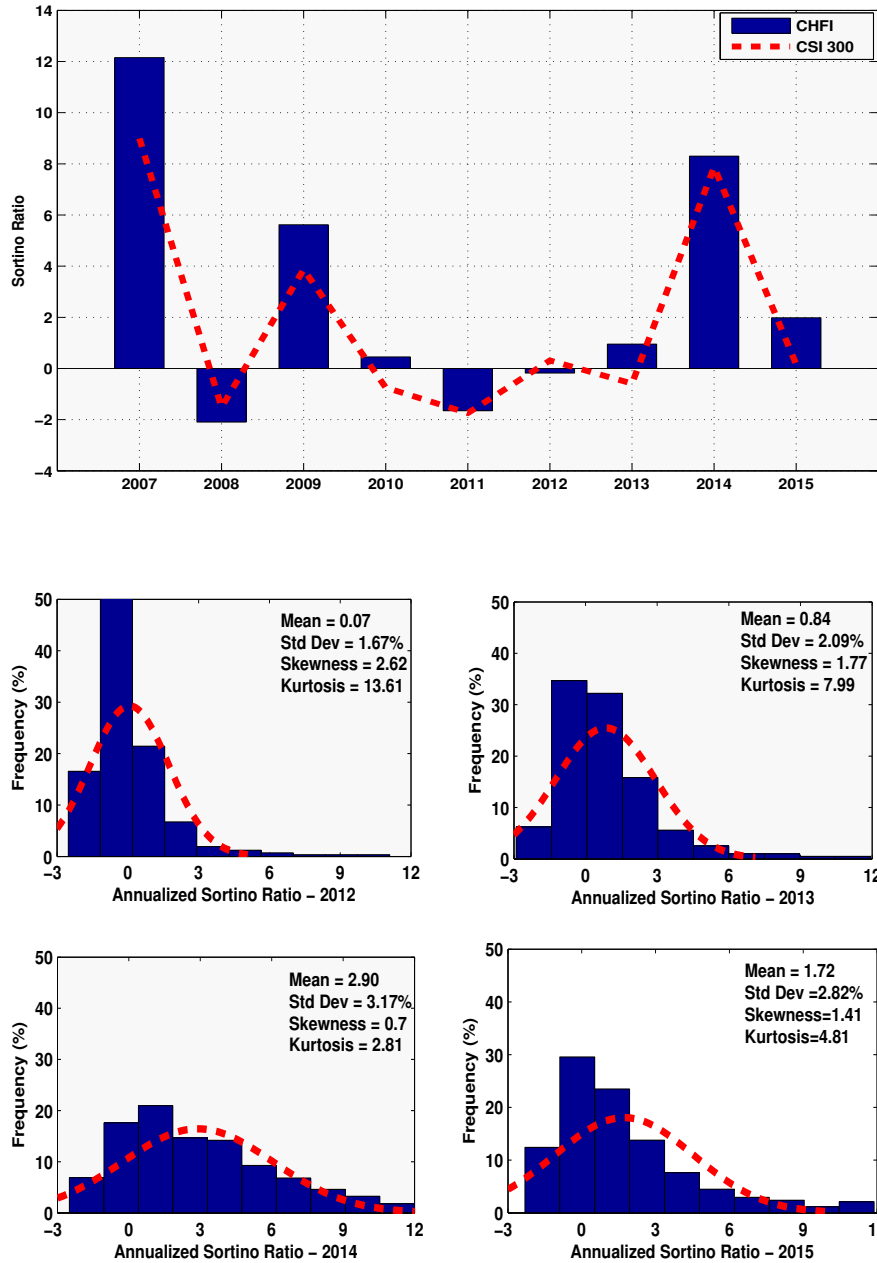 14
12
10
8
6
4
2
0
−2
−4
Sortino Ratio
CHFI
CSI 300
2007 2008 2009 2010 2011 2012 2013 2014 2015
50
40
30
20
10
0
Frequency (%)
Mean = 0.07
Std Dev = 1.67%
Skewness = 2.62
Kurtosis = 13.61
−3 0 3 6 9 12
Annualized Sortino Ratio − 2012
50
40
30
20
10
0
Frequency (%)
Mean = 0.84
Std Dev = 2.09%
Skewness = 1.77
Kurtosis = 7.99
−3 0 3 6 9 12
Annualized Sortino Ratio − 2013
50
40
30
20
10
0
Frequency (%)
Mean = 2.90
Std Dev = 3.17%
Skewness = 0.7
Kurtosis = 2.81
−3 0 3 6 9 12
Annualized Sortino Ratio − 2014
50
40
30
20
10
0
Frequency (%)
Mean = 1.72
Std Dev =2.82%
Skewness=1.41
Kurtosis=4.81
−3 0 3 6 9 1
Annualized Sortino Ratio − 2015